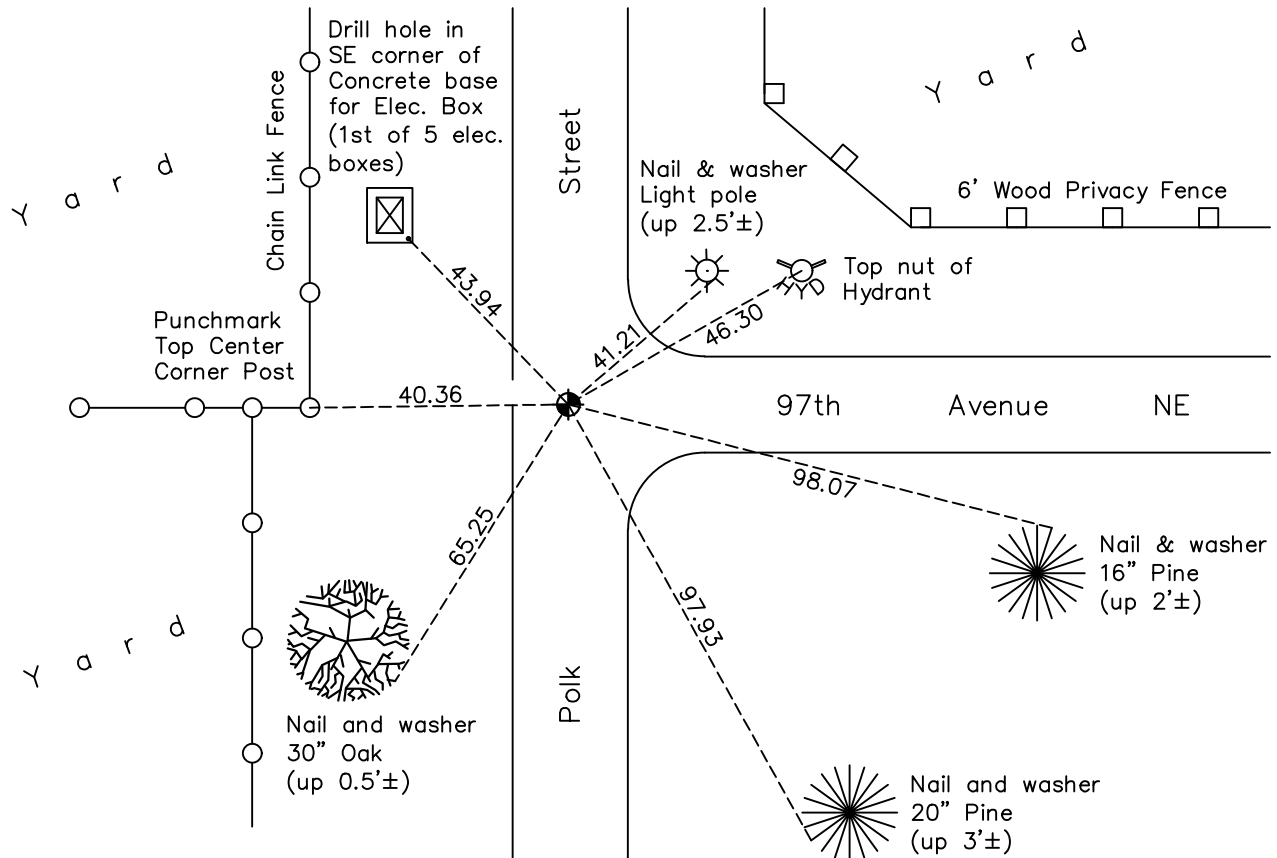 Drill hole in
SE corner of
Concrete base
for Elec. Box
(1st of 5 elec.
boxes)
Chain Link Fence
Street
Yard
Yard
Nail & washer
Light pole
(up 2.5'±)
6' Wood Privacy Fence
Top nut of
Hydrant
HYD
43.94
41.21
46.30
Punchmark
Top Center
Corner Post
40.36
97th Avenue NE
98.07
65.25
97.93
Nail & washer
16" Pine
(up 2'±)
Yard
Polk
Nail and washer
30" Oak
(up 0.5'±)
Nail and washer
20" Pine
(up 3'±)